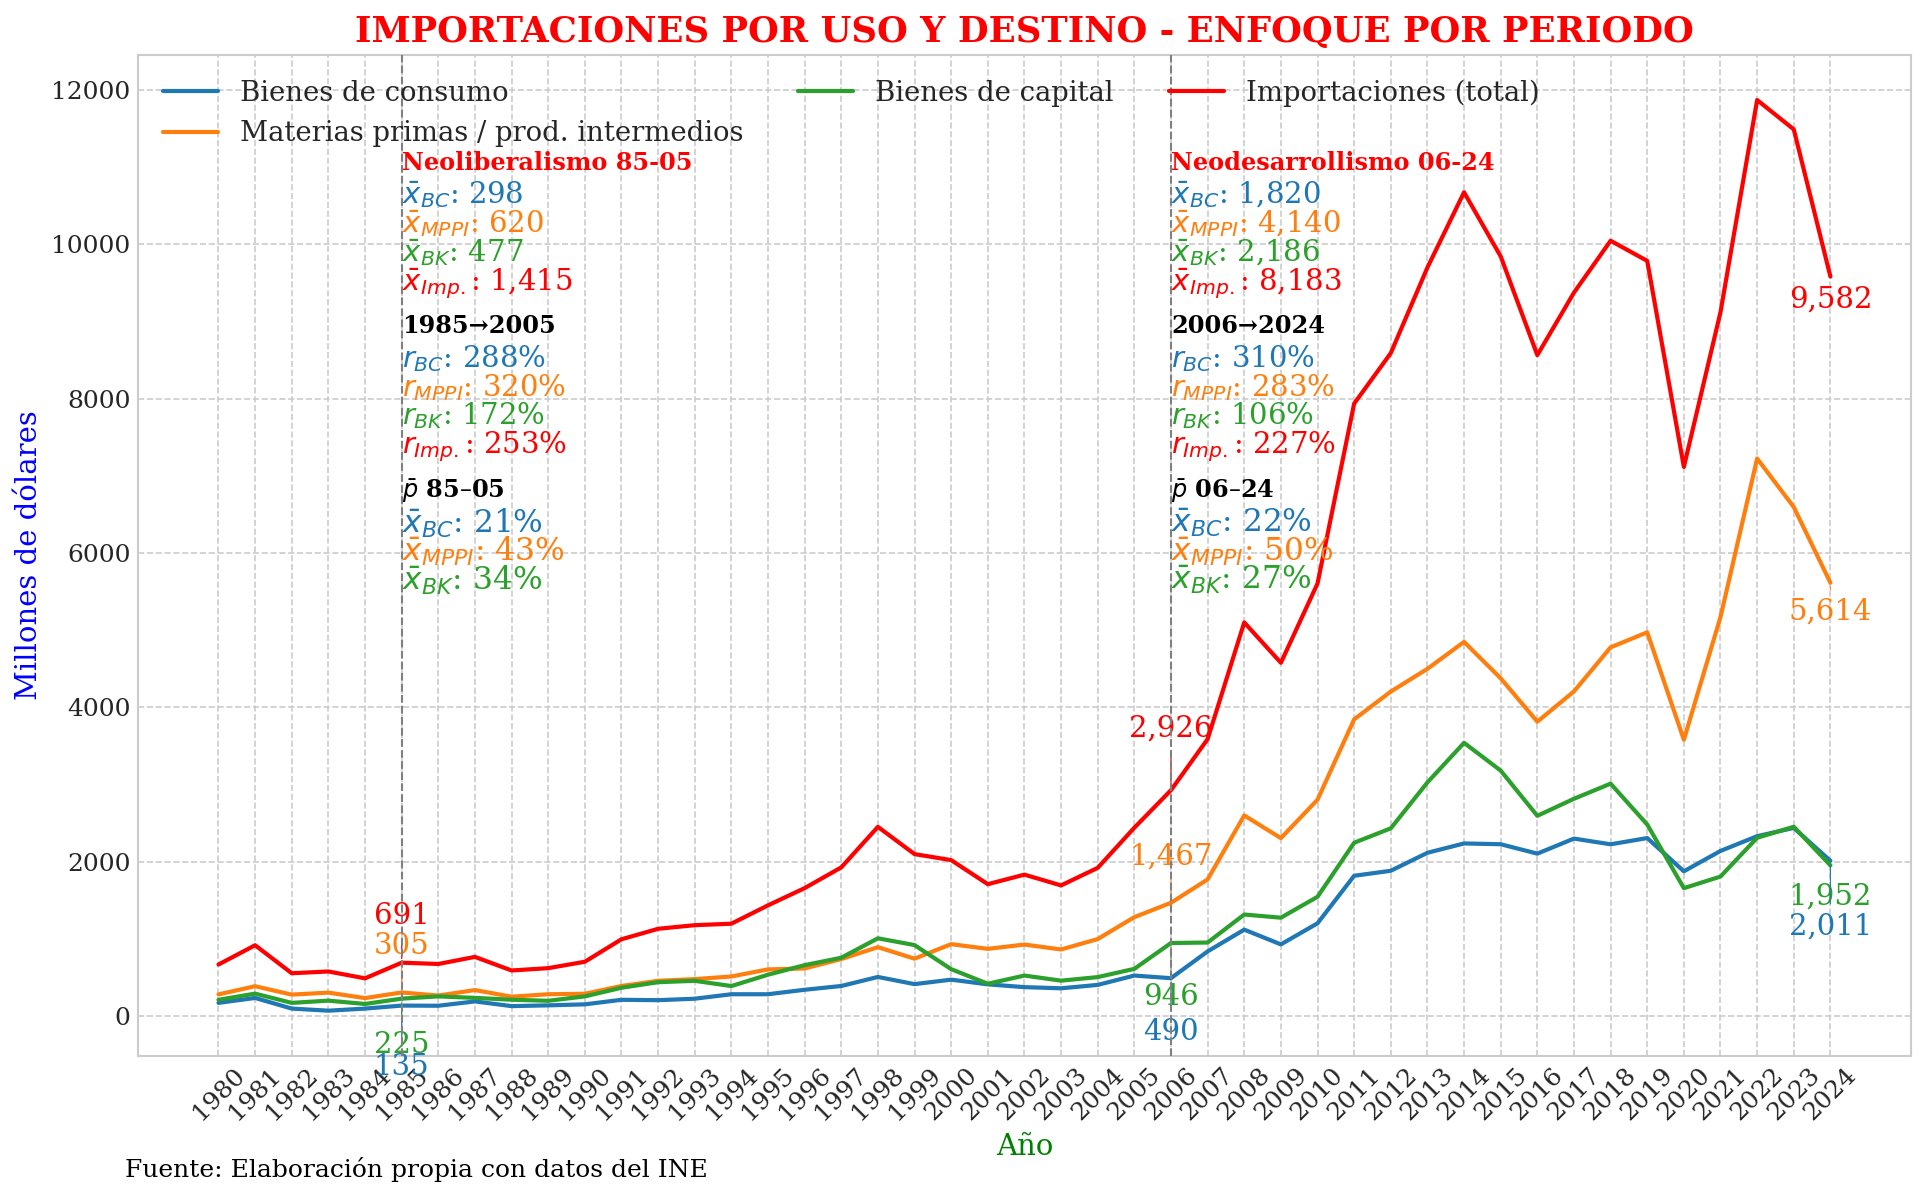 IMPORTACIONES POR USO Y DESTINO - ENFOQUE POR PERIODO
Bienes de consumo
Materias primas / prod. intermedios
Bienes de capital
Importaciones (total)
Neoliberalismo 85-05
x̄BC: 298
x̄MPPI: 620
x̄BK: 477
x̄Imp.: 1,415
1985→2005
rBC: 288%
rMPPI: 320%
rBK: 172%
rImp.: 253%
p̄ 85–05
x̄BC: 21%
x̄MPPI: 43%
x̄BK: 34%
Neodesarrollismo 06-24
x̄BC: 1,820
x̄MPPI: 4,140
x̄BK: 2,186
x̄Imp.: 8,183
2006→2024
rBC: 310%
rMPPI: 283%
rBK: 106%
rImp.: 227%
p̄ 06–24
x̄BC: 22%
x̄MPPI: 50%
x̄BK: 27%
691
305
225
135
2,926
1,467
946
490
9,582
5,614
1,952
2,011
Millones de dólares
12000
10000
8000
6000
4000
2000
0
1980 1981 1982 1983 1984 1985 1986 1987 1988 1989 1990 1991 1992 1993 1994 1995 1996 1997 1998 1999 2000 2001 2002 2003 2004 2005 2006 2007 2008 2009 2010 2011 2012 2013 2014 2015 2016 2017 2018 2019 2020 2021 2022 2023 2024
Año
Fuente: Elaboración propia con datos del INE